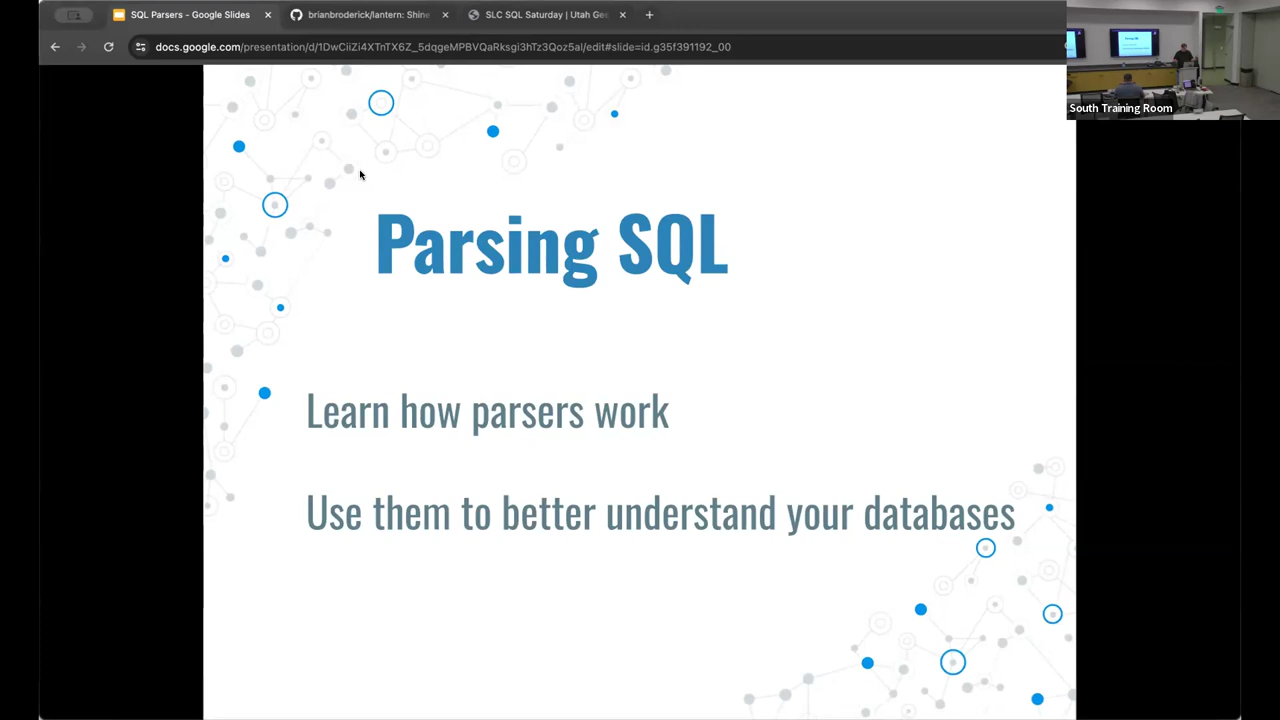 SQL Parsers - Google Slides
brianbroderick/lantern: Shine
SLC SQL Saturday | Utah Gee
docs.google.com/presentation/d/1DwCiiZi4XTnTX6Z_5dqgeMPBVQaRksgi3hTz3Qoz5al/edit#slide=id.g35f391192_00
South Training Room
Parsing SQL
Learn how parsers work
Use them to better understand your databases